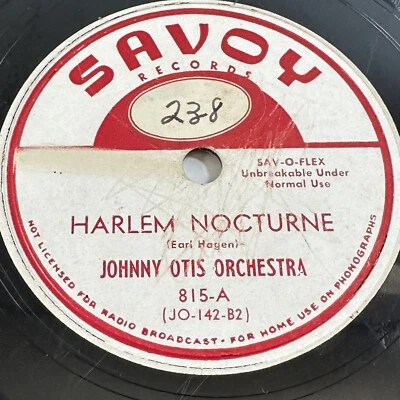 SAVOY
RECORDS
238
SAV-O-FLEX
Unbreakable Under
Normal Use
HARLEM NOCTURNE
(Earl Hagen)
JOHNNY OTIS ORCHESTRA
815-A
(JO-142-B2)
NOT LICENSED FOR RADIO BROADCAST - FOR HOME USE ON PHONOGRAPHS